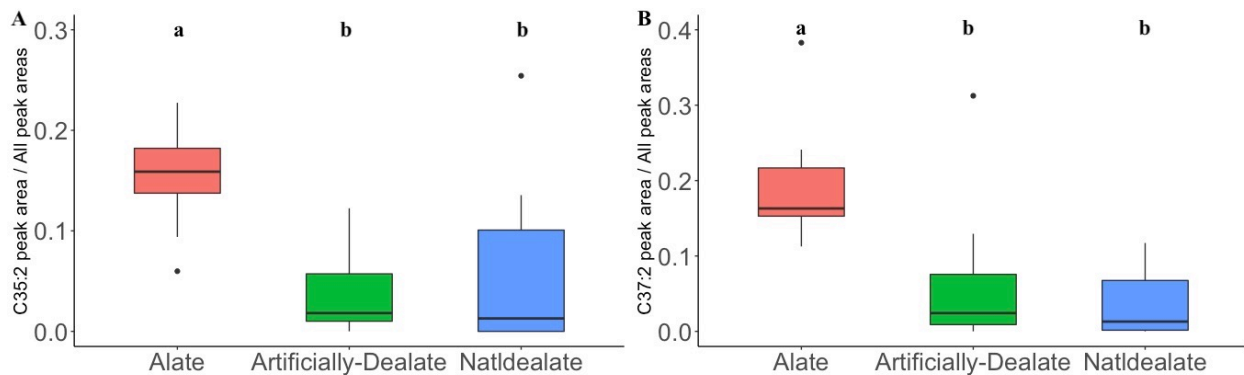 A
a
b
b
C35:2 peak area / All peak areas
0.3
0.2
0.1
0.0
Alate
Artificially-Dealate
Natldealate
B
a
b
b
C37:2 peak area / All peak areas
0.4
0.3
0.2
0.1
0.0
Alate
Artificially-Dealate
Natldealate